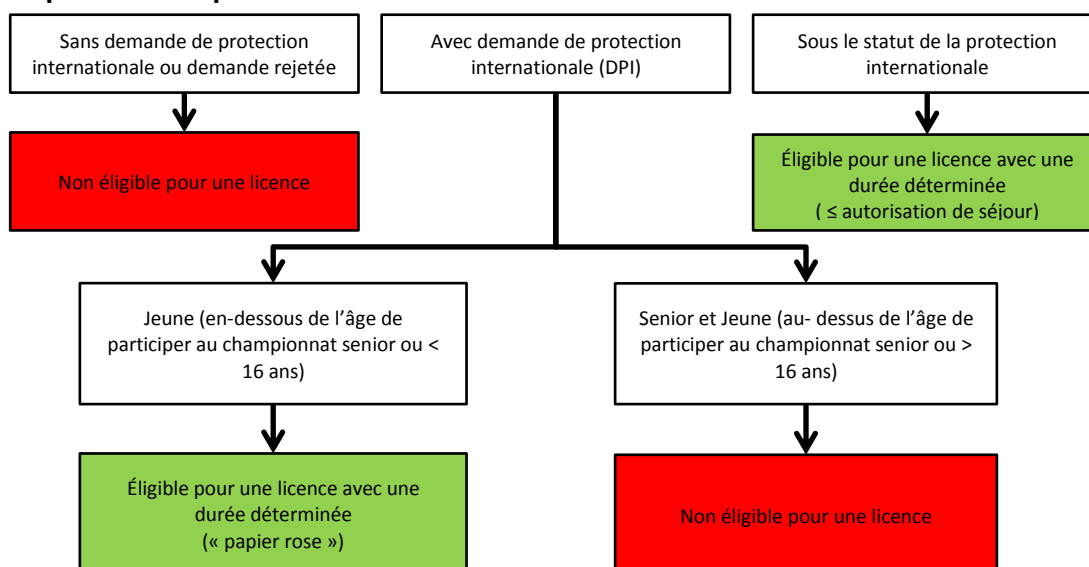 Sans demande de protection
internationale ou demande rejetée
Avec demande de protection
internationale (DPI)
Sous le statut de la protection
internationale
Non éligible pour une licence
Éligible pour une licence avec une
durée déterminée
( ≤ autorisation de séjour)
Jeune (en-dessous de l’âge de
participer au championnat senior ou <
16 ans)
Senior et Jeune (au- dessus de l’âge de
participer au championnat senior ou >
16 ans)
Éligible pour une licence avec une
durée déterminée
(« papier rose »)
Non éligible pour une licence